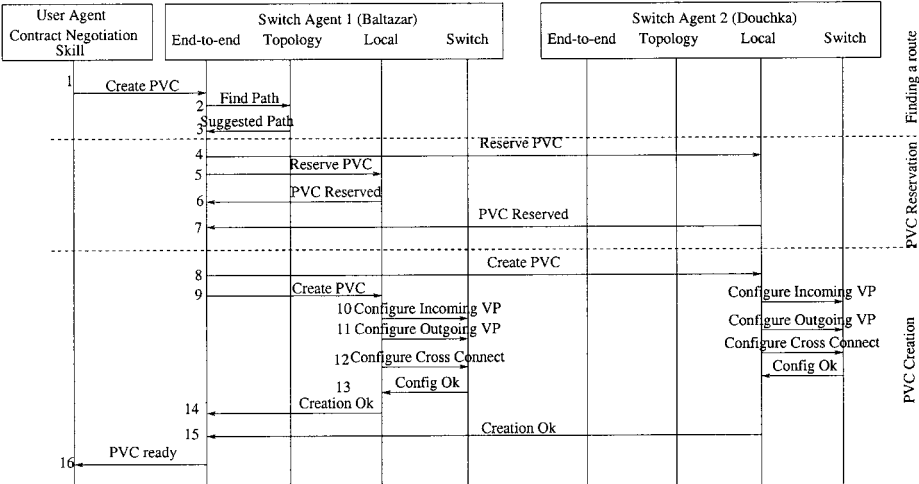 User Agent
Contract Negotiation
Skill
Switch Agent 1 (Baltazar)
End-to-end Topology Local Switch
Switch Agent 2 (Douchka)
End-to-end Topology Local Switch
Finding a route
1 Create PVC
2 Find Path
3 Suggested Path
PVC Reservation
4 Reserve PVC
5 Reserve PVC
6 PVC Reserved
7 PVC Reserved
PVC Creation
8 Create PVC
9 Create PVC
Configure Incoming VP
10 Configure Incoming VP
11 Configure Outgoing VP
Configure Outgoing VP
Configure Cross Connect
12 Configure Cross Connect
Config Ok
13 Config Ok
14 Creation Ok
15 Creation Ok
16 PVC ready